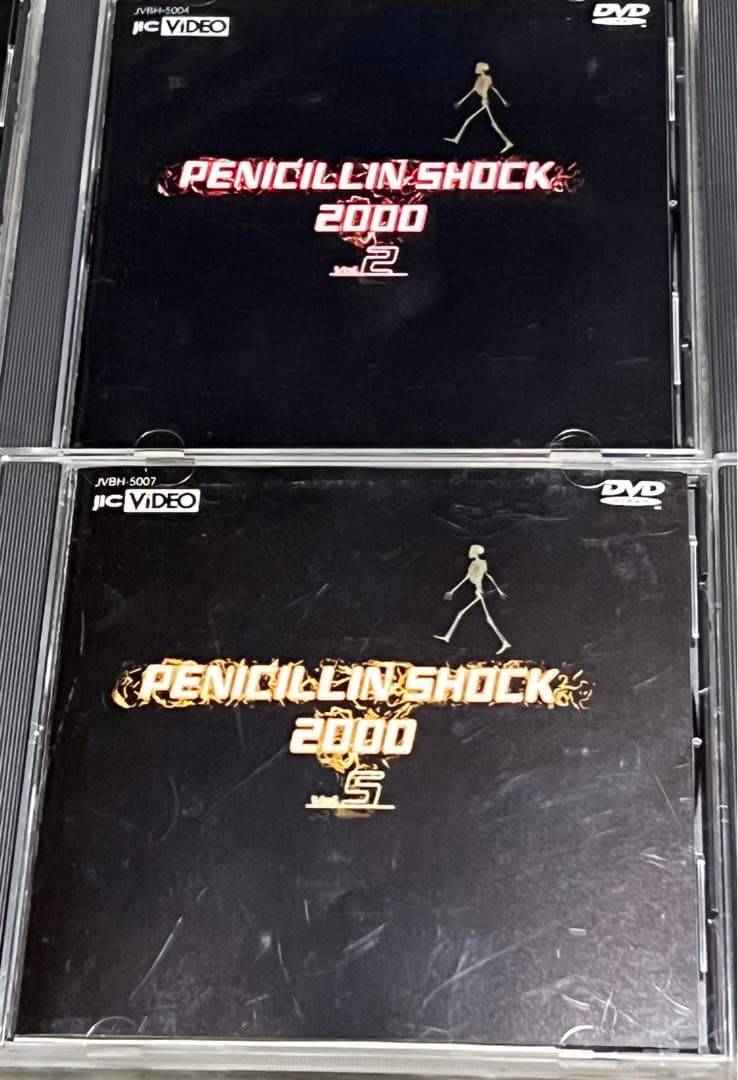 JVBH-5004
JIC VIDEO
DVD
PENICILLIN SHOCK
2000
Vol. 2
JVBH-5007
JIC VIDEO
DVD
PENICILLIN SHOCK
2000
Vol. 5